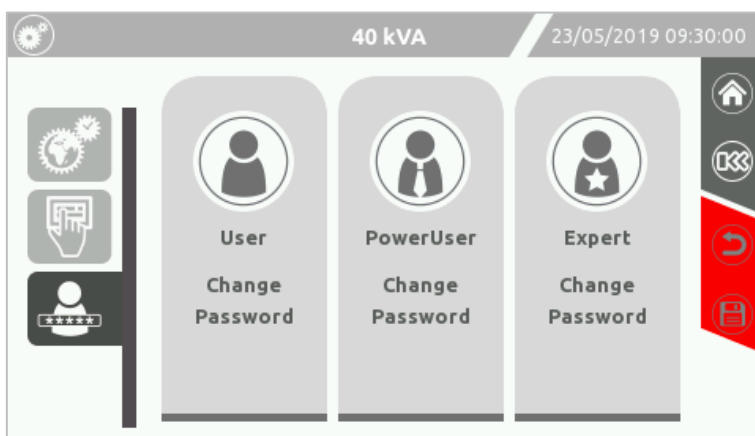 40 kVA
23/05/2019 09:30:00
User
Change
Password
PowerUser
Change
Password
Expert
Change
Password
*****